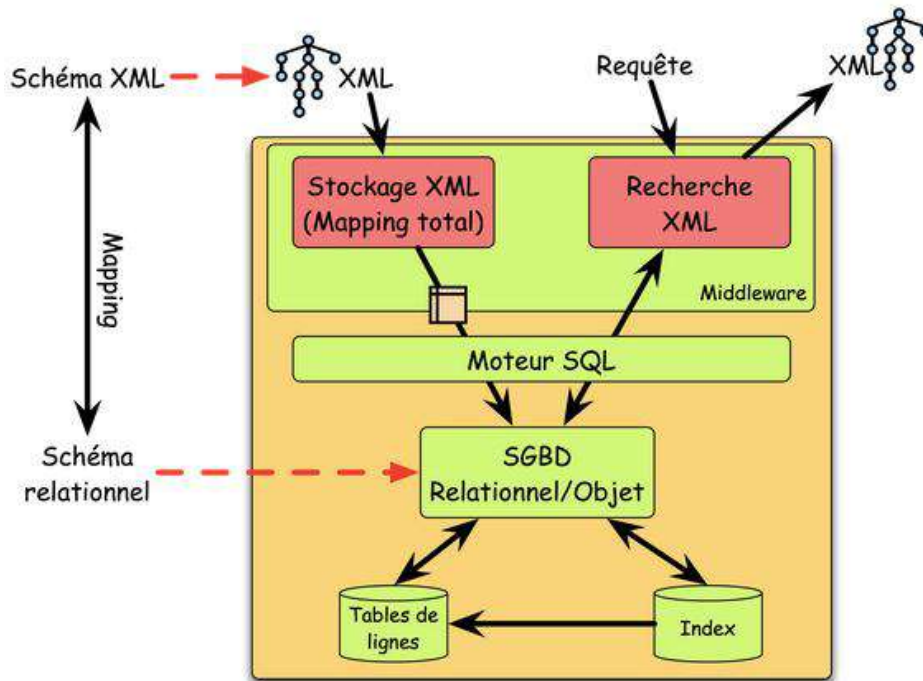 Schéma XML
XML
Requête
XML
Stockage XML
(Mapping total)
Recherche
XML
Mapping
Middleware
Moteur SQL
Schéma
relationnel
SGBD
Relationnel/Objet
Tables de
lignes
Index